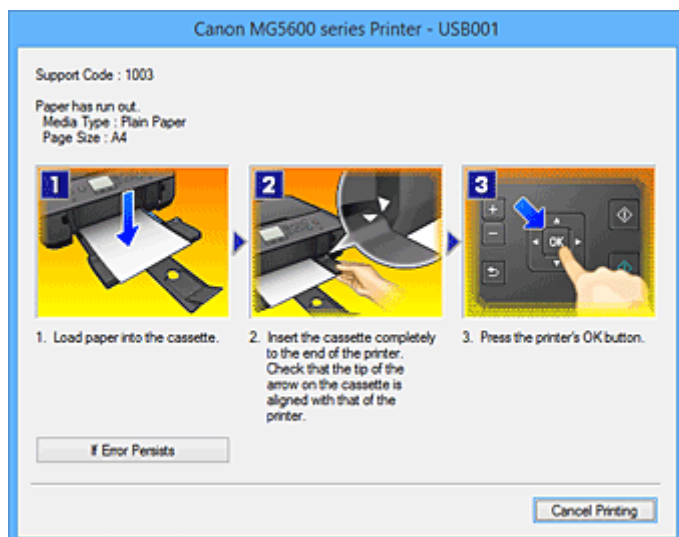 Canon MG5600 series Printer - USB001
Support Code : 1003
Paper has run out.
Media Type : Plain Paper
Page Size : A4
1
2
3
OK
1. Load paper into the cassette.
2. Insert the cassette completely
to the end of the printer.
Check that the tip of the
arrow on the cassette is
aligned with that of the
printer.
3. Press the printer's OK button.
If Error Persists
Cancel Printing